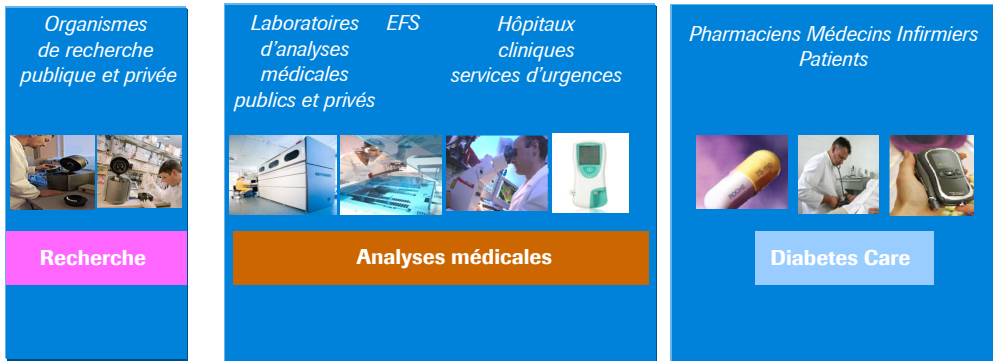 Organismes
de recherche
publique et privée
Laboratoires
d'analyses
médicales
publics et privés
EFS
Hôpitaux
cliniques
services d'urgences
Pharmaciens Médecins Infirmiers
Patients
Recherche
Analyses médicales
Diabetes Care